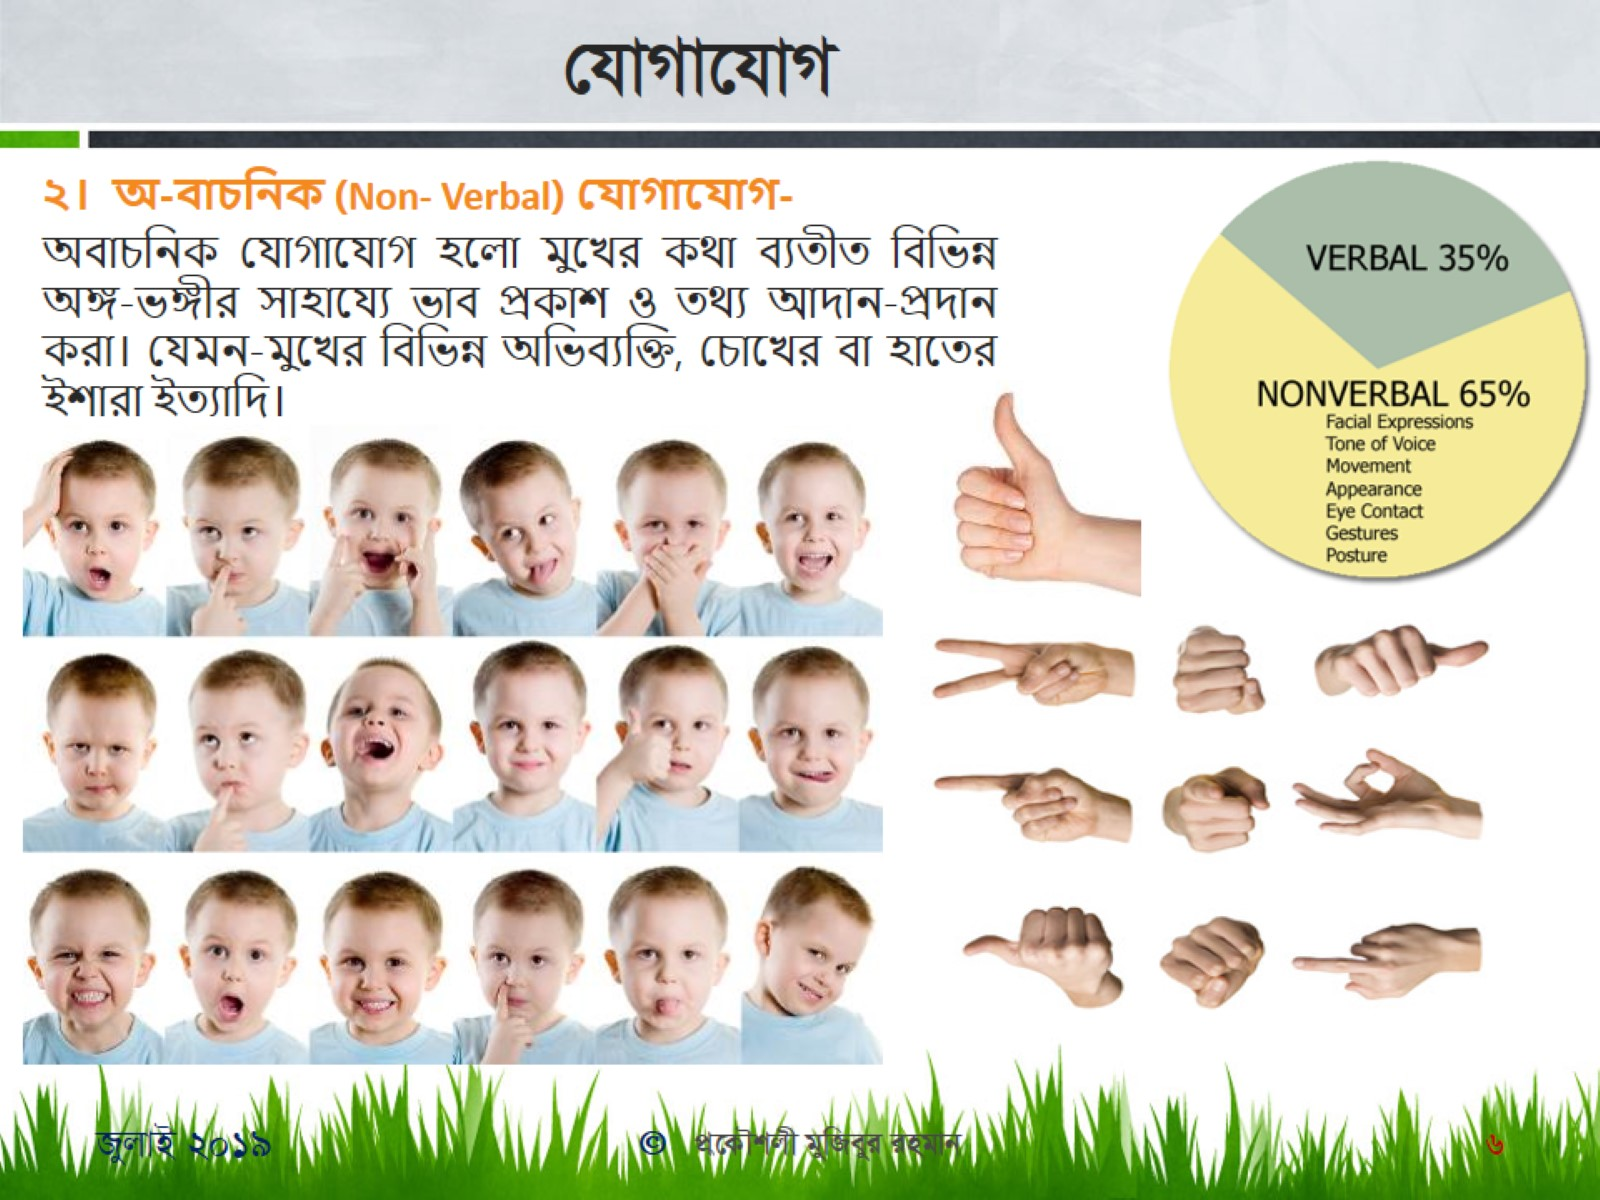 যোগাযোগ
২। অ-বাচনিক (Non- Verbal) যোগাযোগ-
অবাচনিক যোগাযোগ হলো মুখের কথা ব্যতীত বিভিন্ন
অঙ্গ-ভঙ্গীর সাহায্যে ভাব প্রকাশ ও তথ্য আদান-প্রদান
করা। যেমন-মুখের বিভিন্ন অভিব্যক্তি, চোখের বা হাতের
ইশারা ইত্যাদি।
VERBAL 35%
NONVERBAL 65%
Facial Expressions
Tone of Voice
Movement
Appearance
Eye Contact
Gestures
Posture
জুলাই ২০১৯
© প্রকৌশলী মুজিবুর রহমান
৬